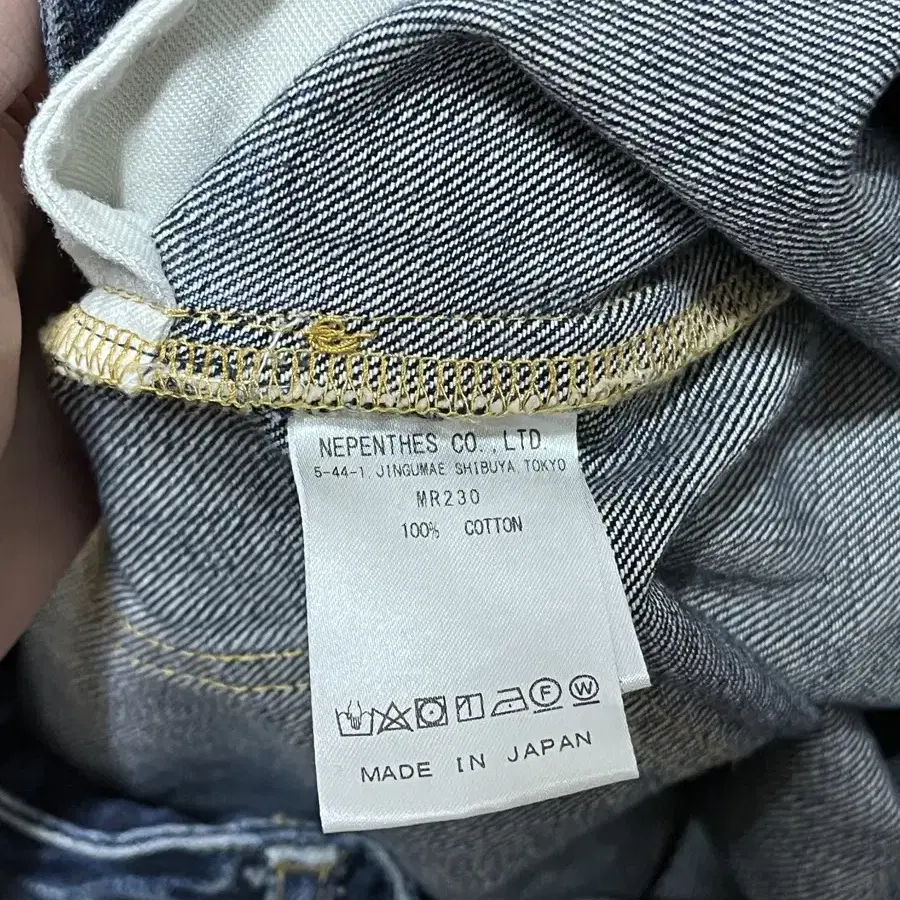 NEPENTHES CO.,LTD.
5-44-1, JINGUMAE SHIBUYA, TOKYO
MR230
100% COTTON
F W
MADE IN JAPAN